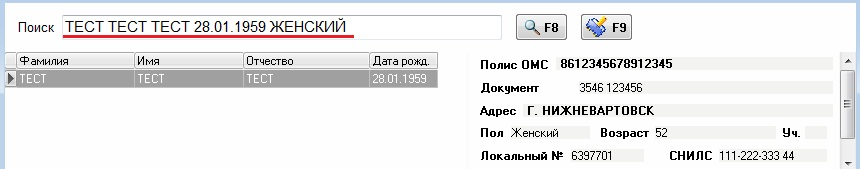 Поиск ТЕСТ ТЕСТ ТЕСТ 28.01.1959 ЖЕНСКИЙ F8 F9
Фамилия Имя Отчество Дата рожд.
ТЕСТ ТЕСТ ТЕСТ 28.01.1959
Полис ОМС 8612345678912345
Документ 3546 123456
Адрес Г. НИЖНЕВАРТОВСК
Пол Женский Возраст 52 Уч.
Локальный № 6397701 СНИЛС 111-222-333 44